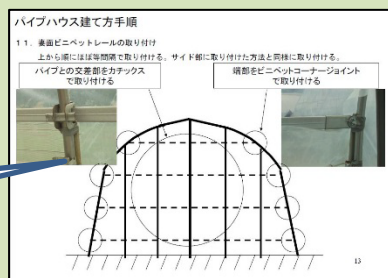 パイプハウス建て方手順
１１．妻面ビニペットレールの取り付け
上から順にほぼ等間隔で取り付ける。サイド部に取り付けた方法と同様に取り付ける。
パイプとの交差部をカチックス
で取り付ける
端部をビニペットコーナージョイント
で取り付ける
13